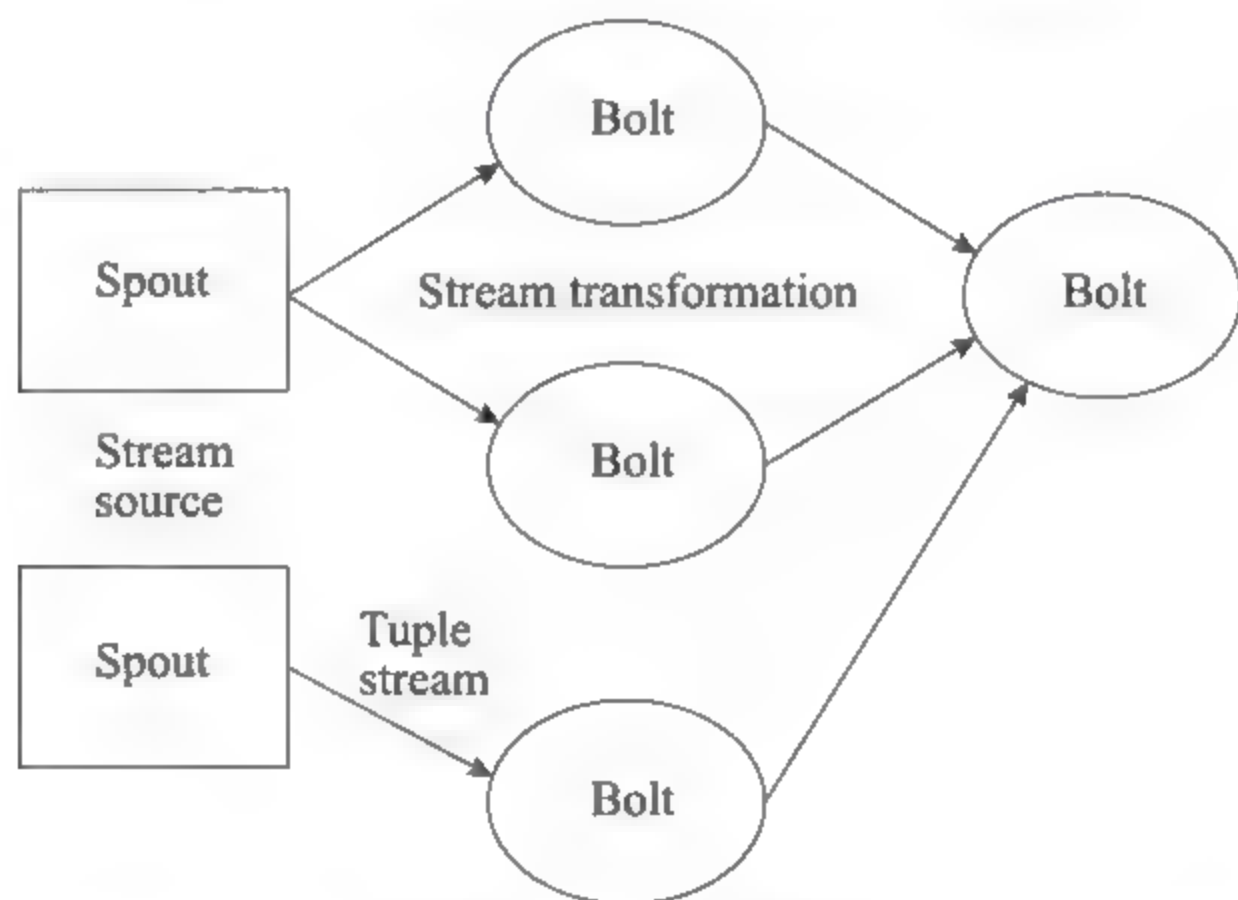 Bolt
Spout
Stream transformation
Bolt
Stream
source
Bolt
Spout
Tuple
stream
Bolt